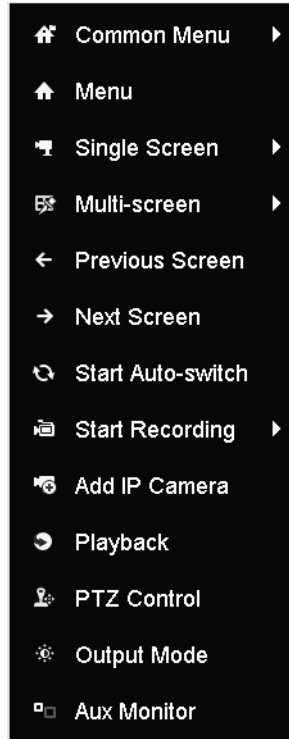 Common Menu
Menu
Single Screen
Multi-screen
Previous Screen
Next Screen
Start Auto-switch
Start Recording
Add IP Camera
Playback
PTZ Control
Output Mode
Aux Monitor